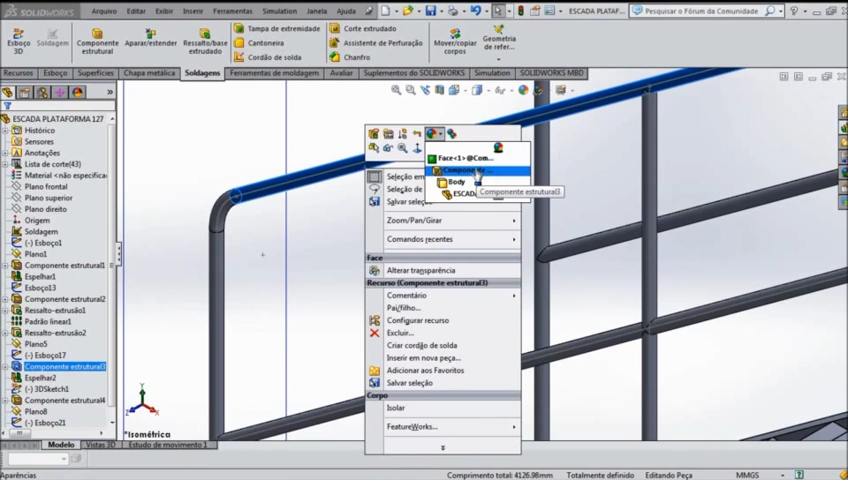 SOLIDWORKS Arquivo Editar Exibir Inserir Ferramentas Simulation Janela Ajuda ESCADA PLATAF... Pesquisar o Fórum da Comunidade
Esboço 3D
Soldagem
Componente estrutural
Aparar/estender
Ressalto/base extrudado
Tampa de extremidade
Cantoneira
Cordão de solda
Corte extrudado
Assistente de Perfuração
Chanfro
Mover/copiar corpos
Geometria de refer...
Recursos Esboço Superfícies Chapa metálica Soldagens Ferramentas de moldagem Avaliar Suplementos do SOLIDWORKS Simulation SOLIDWORKS MBD
ESCADA PLATAFORMA 127
Histórico
Sensores
Anotações
Lista de corte(43)
Material <não especifica
Plano frontal
Plano superior
Plano direito
Origem
Soldagem
(-) Esboço1
Plano1
Componente estrutural1
Espelhar1
Esboço13
Componente estrutural2
Ressalto-extrusão1
Padrão linear1
Ressalto-extrusão2
Plano5
(-) Esboço17
Componente estrutural3
Espelhar2
(-) 3DSketch1
Componente estrutural4
Plano8
(-) Esboço21
Face<1>@Com...
Componente ...
Body
ESCADA
Componente estrutural3
Seleção em
Seleção de
Salvar seleç
Zoom/Pan/Girar
Comandos recentes
Face
Alterar transparência
Recurso (Componente estrutural3)
Comentário
Pai/filho...
Configurar recurso
Excluir...
Criar cordão de solda
Inserir em nova peça...
Adicionar aos Favoritos
Salvar seleção
Corpo
Isolar
FeatureWorks...
Y
X
Z
*Isométrica
Modelo Vistas 3D Estudo de movimento 1
Aparências Comprimento total: 4126.98mm Totalmente definido Editando Peça MMGS